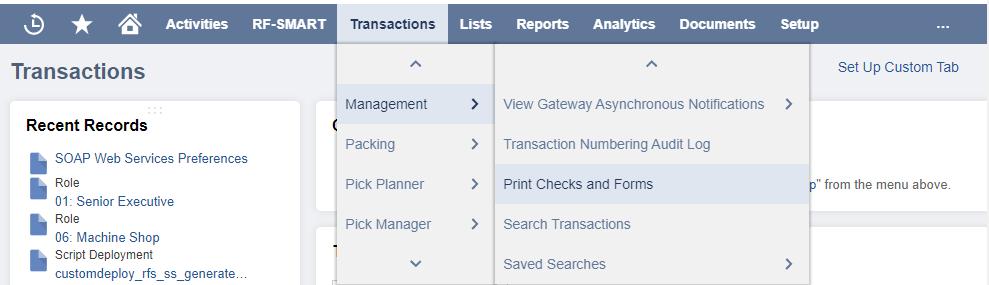 Activities RF-SMART Transactions Lists Reports Analytics Documents Setup ...
Transactions
Set Up Custom Tab
Recent Records
SOAP Web Services Preferences
Role
01: Senior Executive
Role
06: Machine Shop
Script Deployment
customdeploy_rfs_ss_generate...
Management
Packing
Pick Planner
Pick Manager
View Gateway Asynchronous Notifications
Transaction Numbering Audit Log
Print Checks and Forms
Search Transactions
Saved Searches
p" from the menu above.